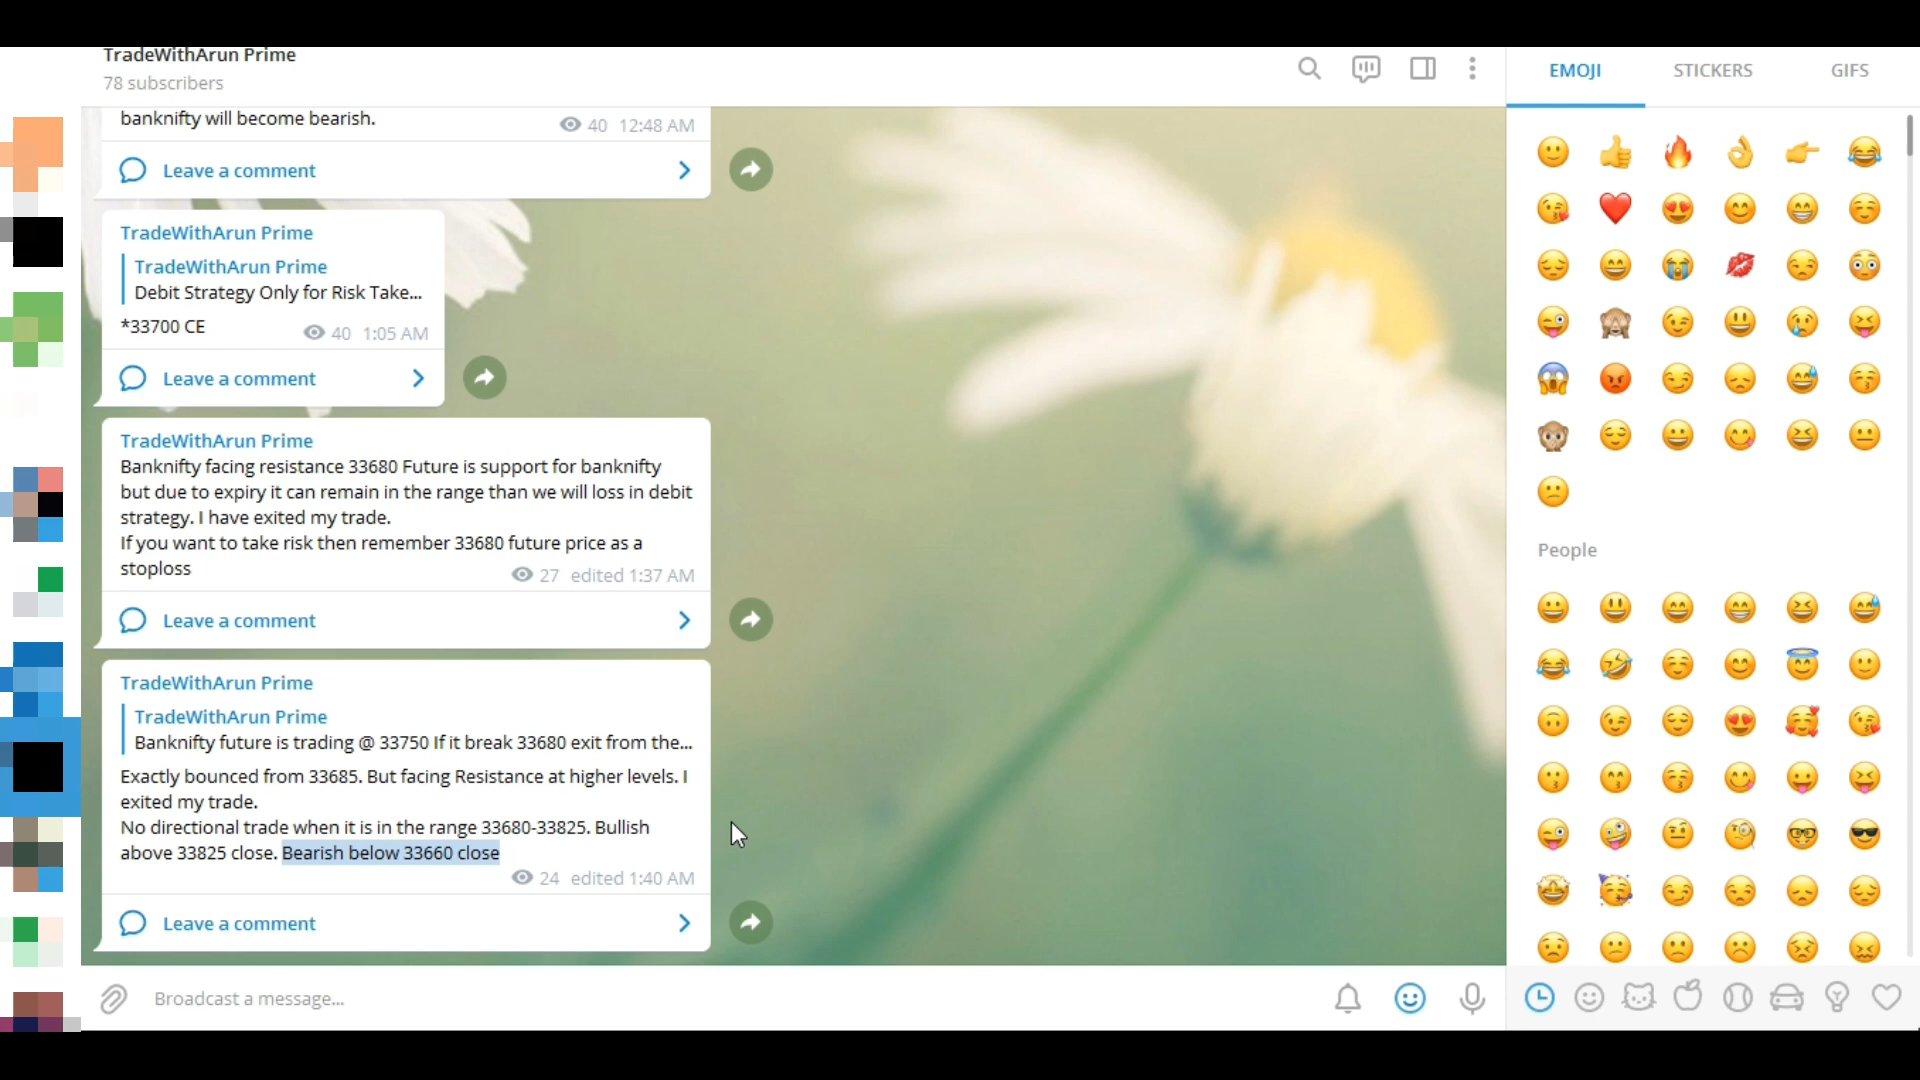 TradeWithArun Prime
78 subscribers
banknifty will become bearish.
40 12:48 AM
Leave a comment
TradeWithArun Prime
TradeWithArun Prime
Debit Strategy Only for Risk Take...
*33700 CE
40 1:05 AM
Leave a comment
TradeWithArun Prime
Banknifty facing resistance 33680 Future is support for banknifty
but due to expiry it can remain in the range than we will loss in debit
strategy. I have exited my trade.
If you want to take risk then remember 33680 future price as a
stoploss
27 edited 1:37 AM
Leave a comment
TradeWithArun Prime
TradeWithArun Prime
Banknifty future is trading @ 33750 If it break 33680 exit from the...
Exactly bounced from 33685. But facing Resistance at higher levels. I
exited my trade.
No directional trade when it is in the range 33680-33825. Bullish
above 33825 close. Bearish below 33660 close
24 edited 1:40 AM
Leave a comment
Broadcast a message...
EMOJI STICKERS GIFS
People